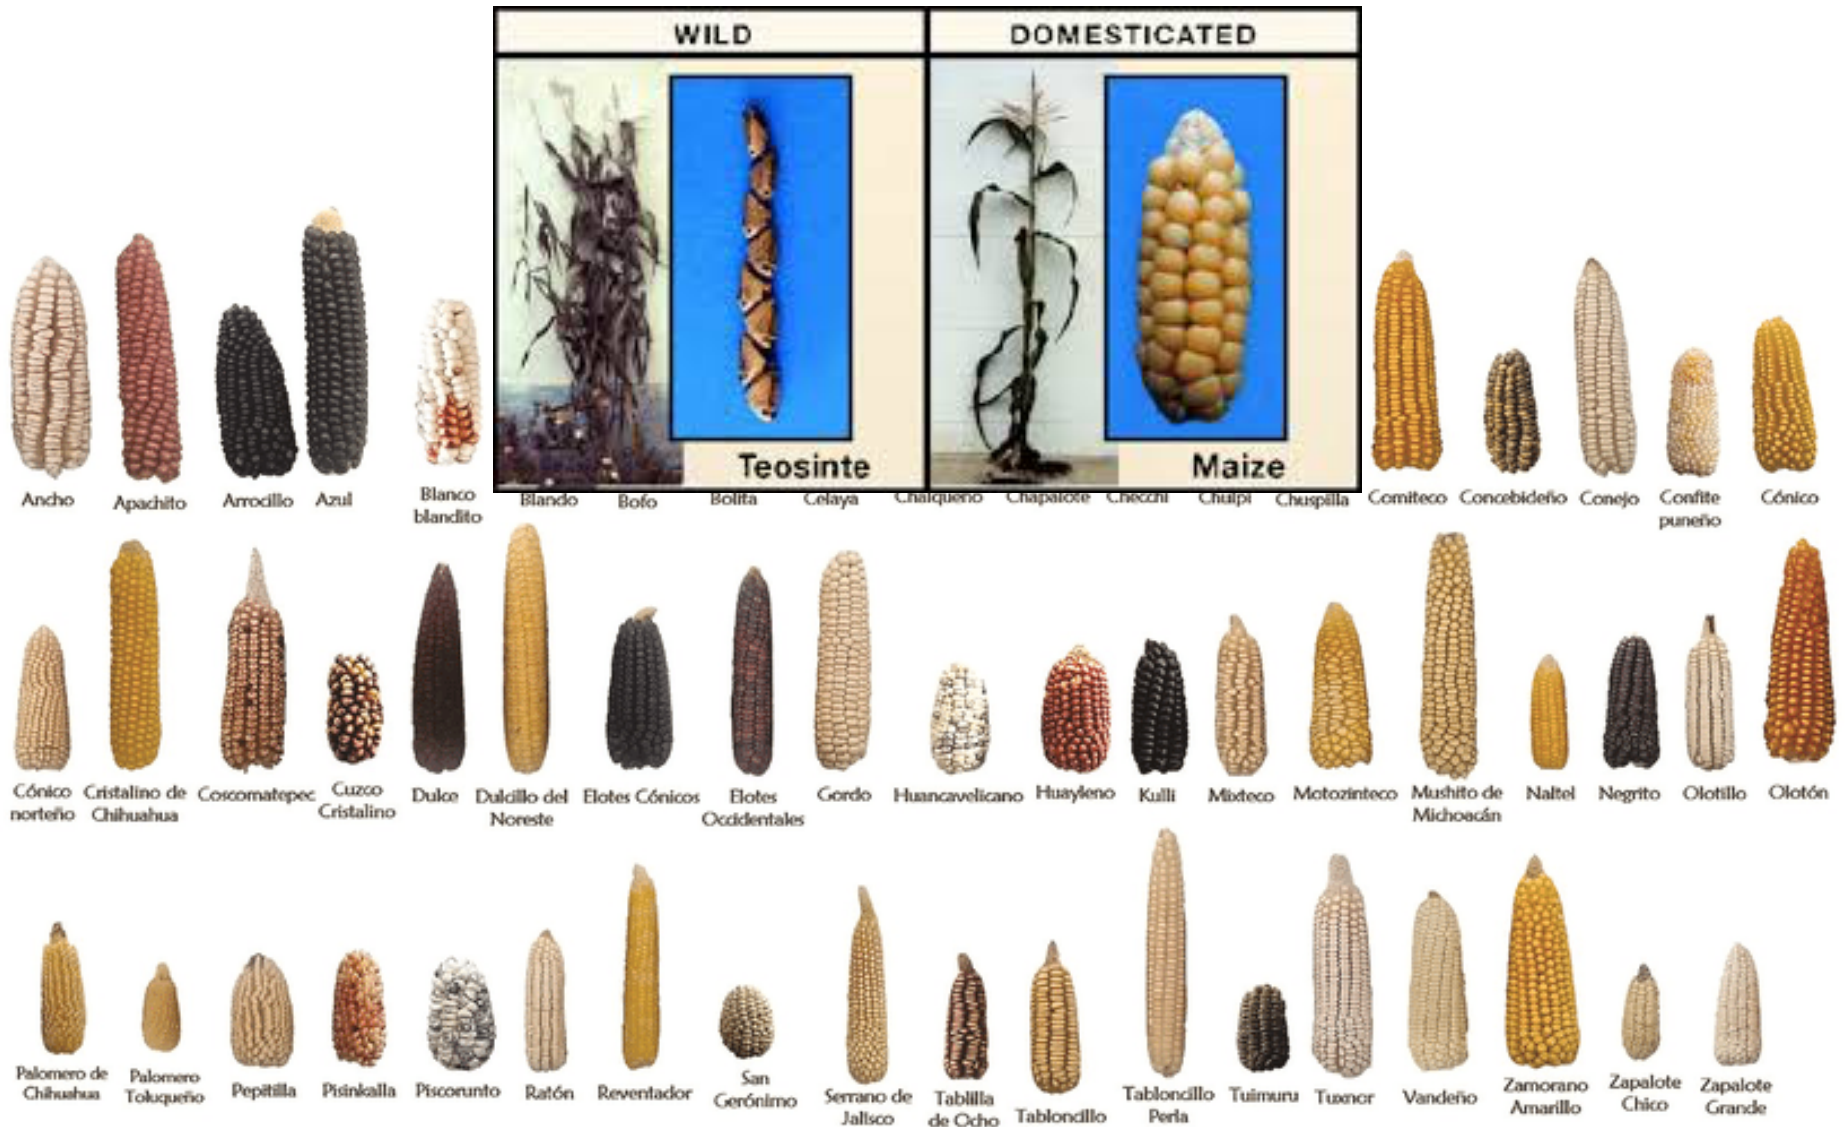 WILD
DOMESTICATED
Teosinte
Maize
Ancho
Apachito
Arrocillo
Azul
Blanco
blandito
Blando
Bofo
Bolita
Celaya
Chalqueño
Chapalote
Checchi
Chulpi
Chuspilla
Comiteco
Concebideño
Conejo
Confite
puneño
Cónico
Cónico
norteño
Cristalino de
Chihuahua
Coscomatepec
Cuzco
Cristalino
Dulce
Dulcillo del
Noreste
Elotes Cónicos
Elotes
Occidentales
Gordo
Huancavelicano
Huayleno
Kulli
Mixteco
Motozinteco
Mushito de
Michoacán
Naltel
Negrito
Olotillo
Olotón
Palomero de
Chihuahua
Palomero
Toluqueño
Pepitilla
Pisinkalla
Piscorunto
Ratón
Reventador
San
Gerónimo
Serrano de
Jalisco
Tablilla
de Ocho
Tabloncillo
Tabloncillo
Perla
Tuimuru
Tuxnor
Vandeño
Zamorano
Amarillo
Zapalote
Chico
Zapalote
Grande